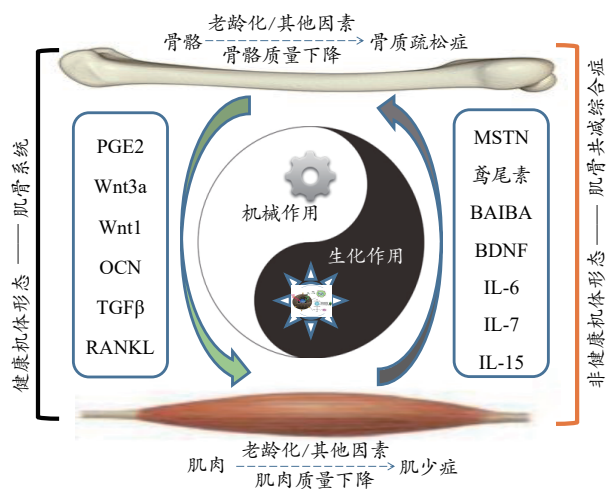 老龄化/其他因素
骨骼
骨质疏松症
骨骼质量下降
健康机体形态 —— 肌骨系统
PGE2
Wnt3a
Wnt1
OCN
TGFβ
RANKL
机械作用
生化作用
MSTN
鸢尾素
BAIBA
BDNF
IL-6
IL-7
IL-15
非健康机体形态 —— 肌骨共减综合症
老龄化/其他因素
肌肉
肌少症
肌肉质量下降